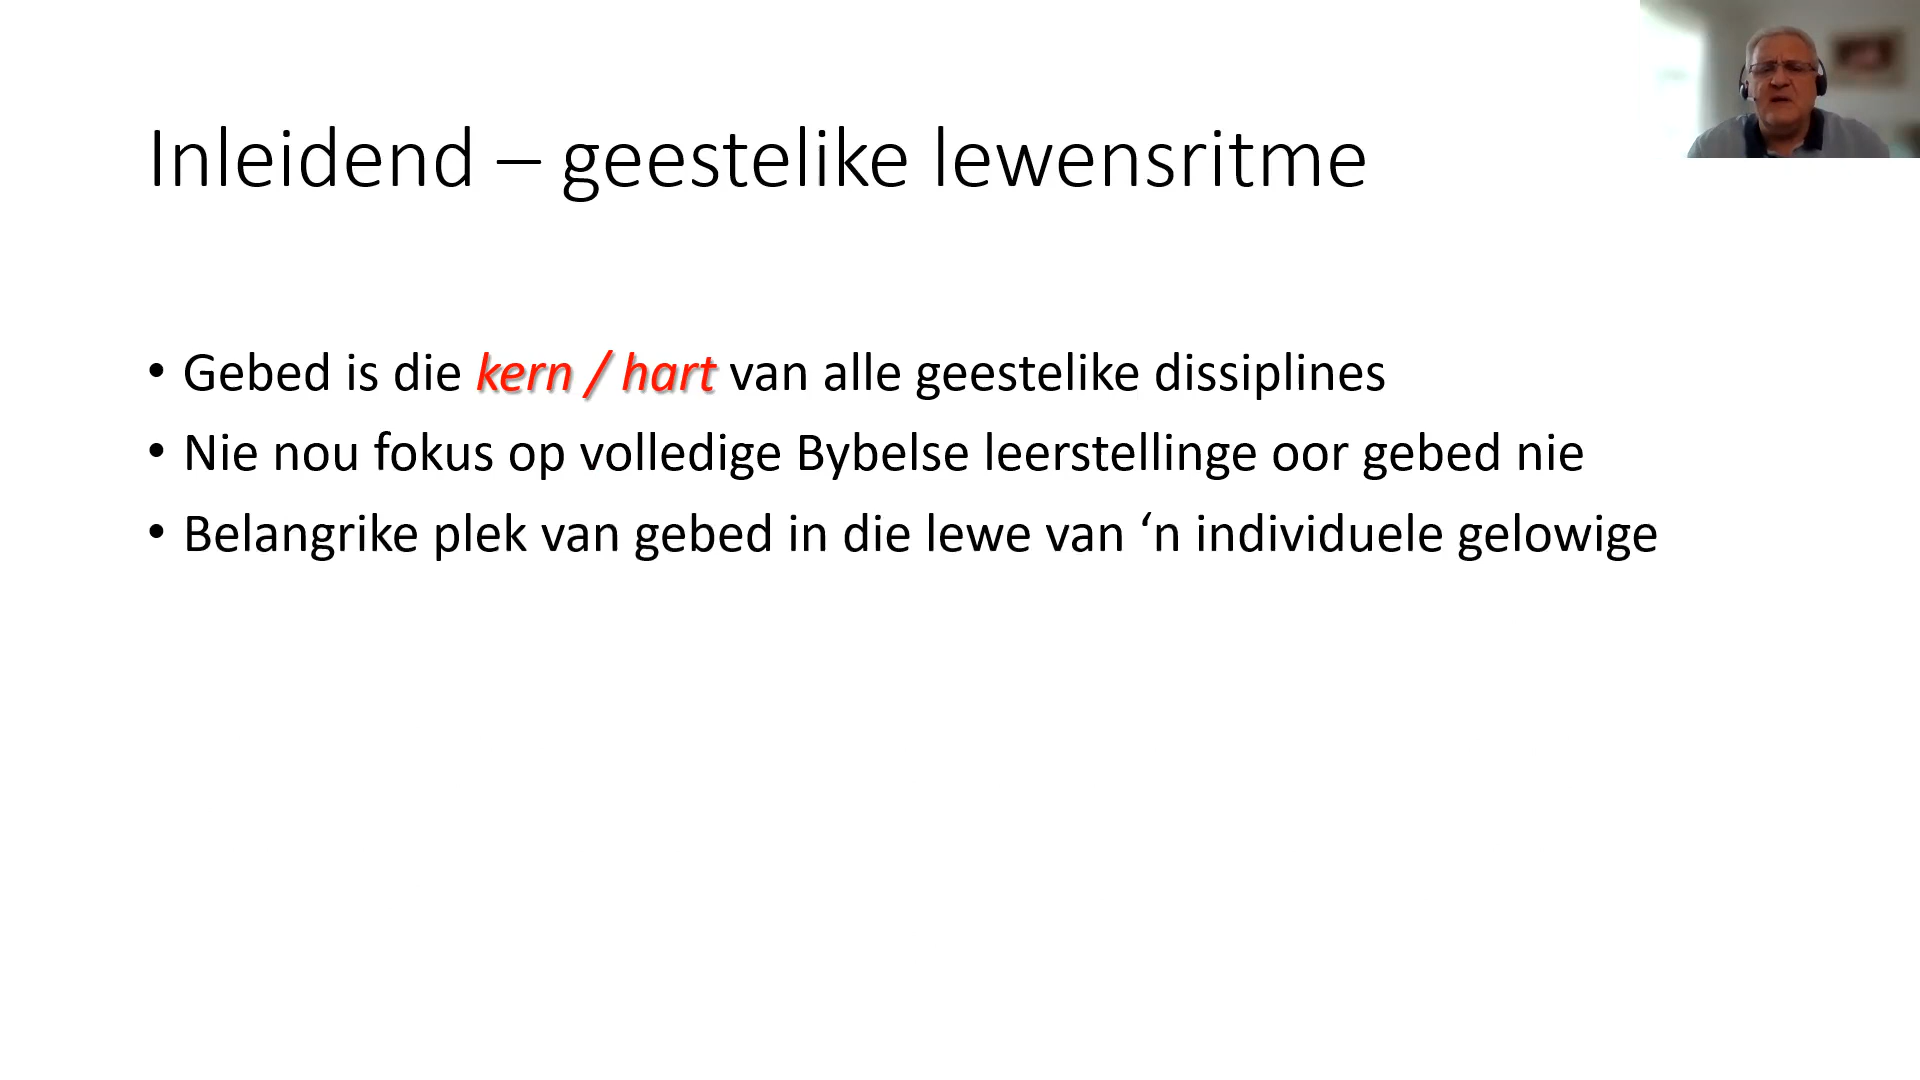 Inleidend – geestelike lewensritme
• Gebed is die kern / hart van alle geestelike dissiplines
• Nie nou fokus op volledige Bybelse leerstellinge oor gebed nie
• Belangrike plek van gebed in die lewe van ‘n individuele gelowige